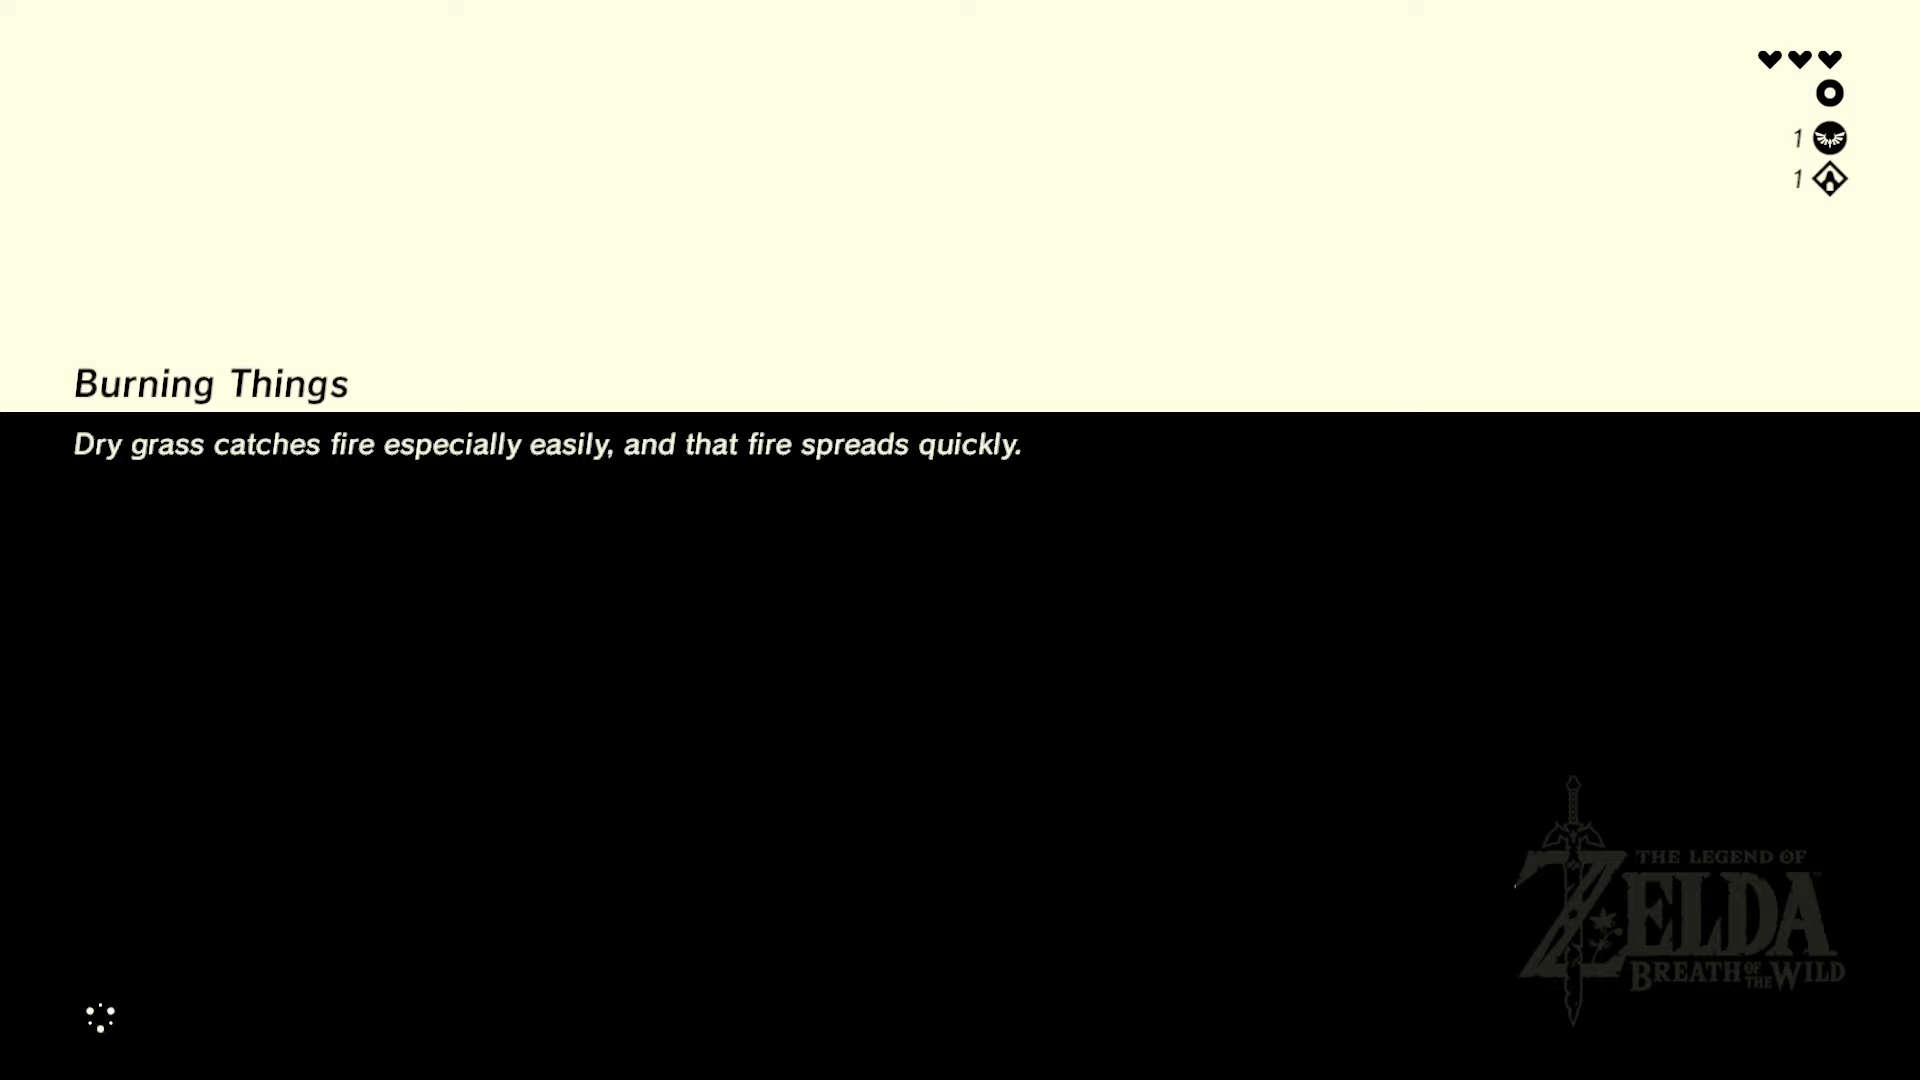 1
1
Burning Things
Dry grass catches fire especially easily, and that fire spreads quickly.
THE LEGEND OF
ZELDA
BREATH OF THE WILD